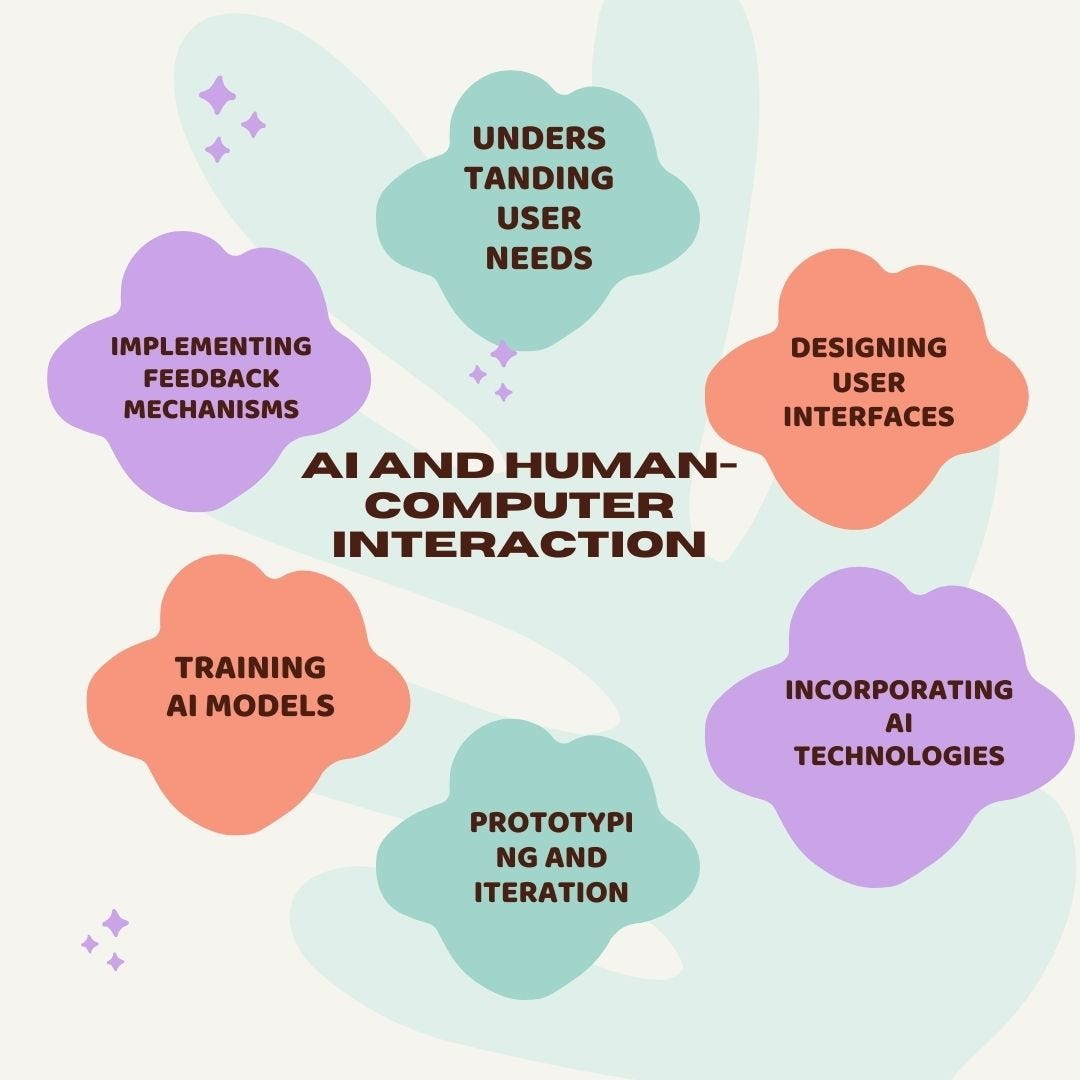 UNDERS
TANDING
USER
NEEDS
IMPLEMENTING
FEEDBACK
MECHANISMS
DESIGNING
USER
INTERFACES
AI AND HUMAN-
COMPUTER
INTERACTION
TRAINING
AI MODELS
INCORPORATING
AI
TECHNOLOGIES
PROTOTYPI
NG AND
ITERATION